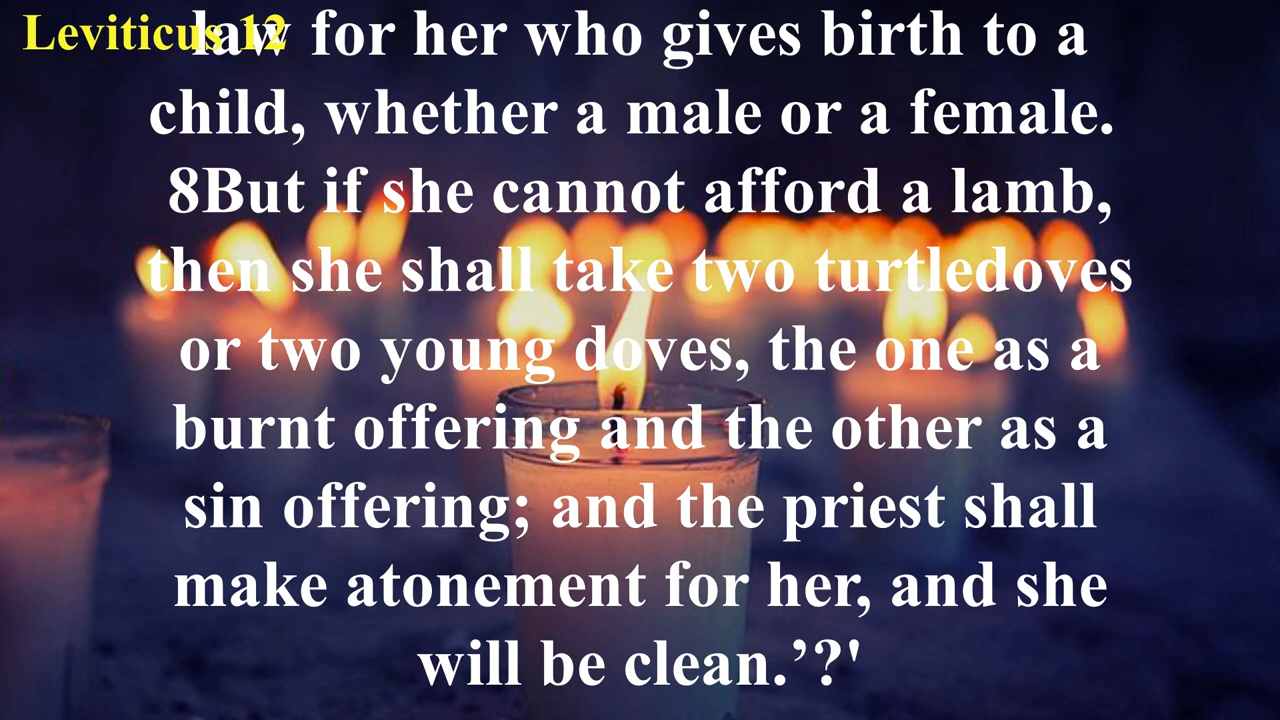 Leviticus 12
law for her who gives birth to a
child, whether a male or a female.
8But if she cannot afford a lamb,
then she shall take two turtledoves
or two young doves, the one as a
burnt offering and the other as a
sin offering; and the priest shall
make atonement for her, and she
will be clean.’?'